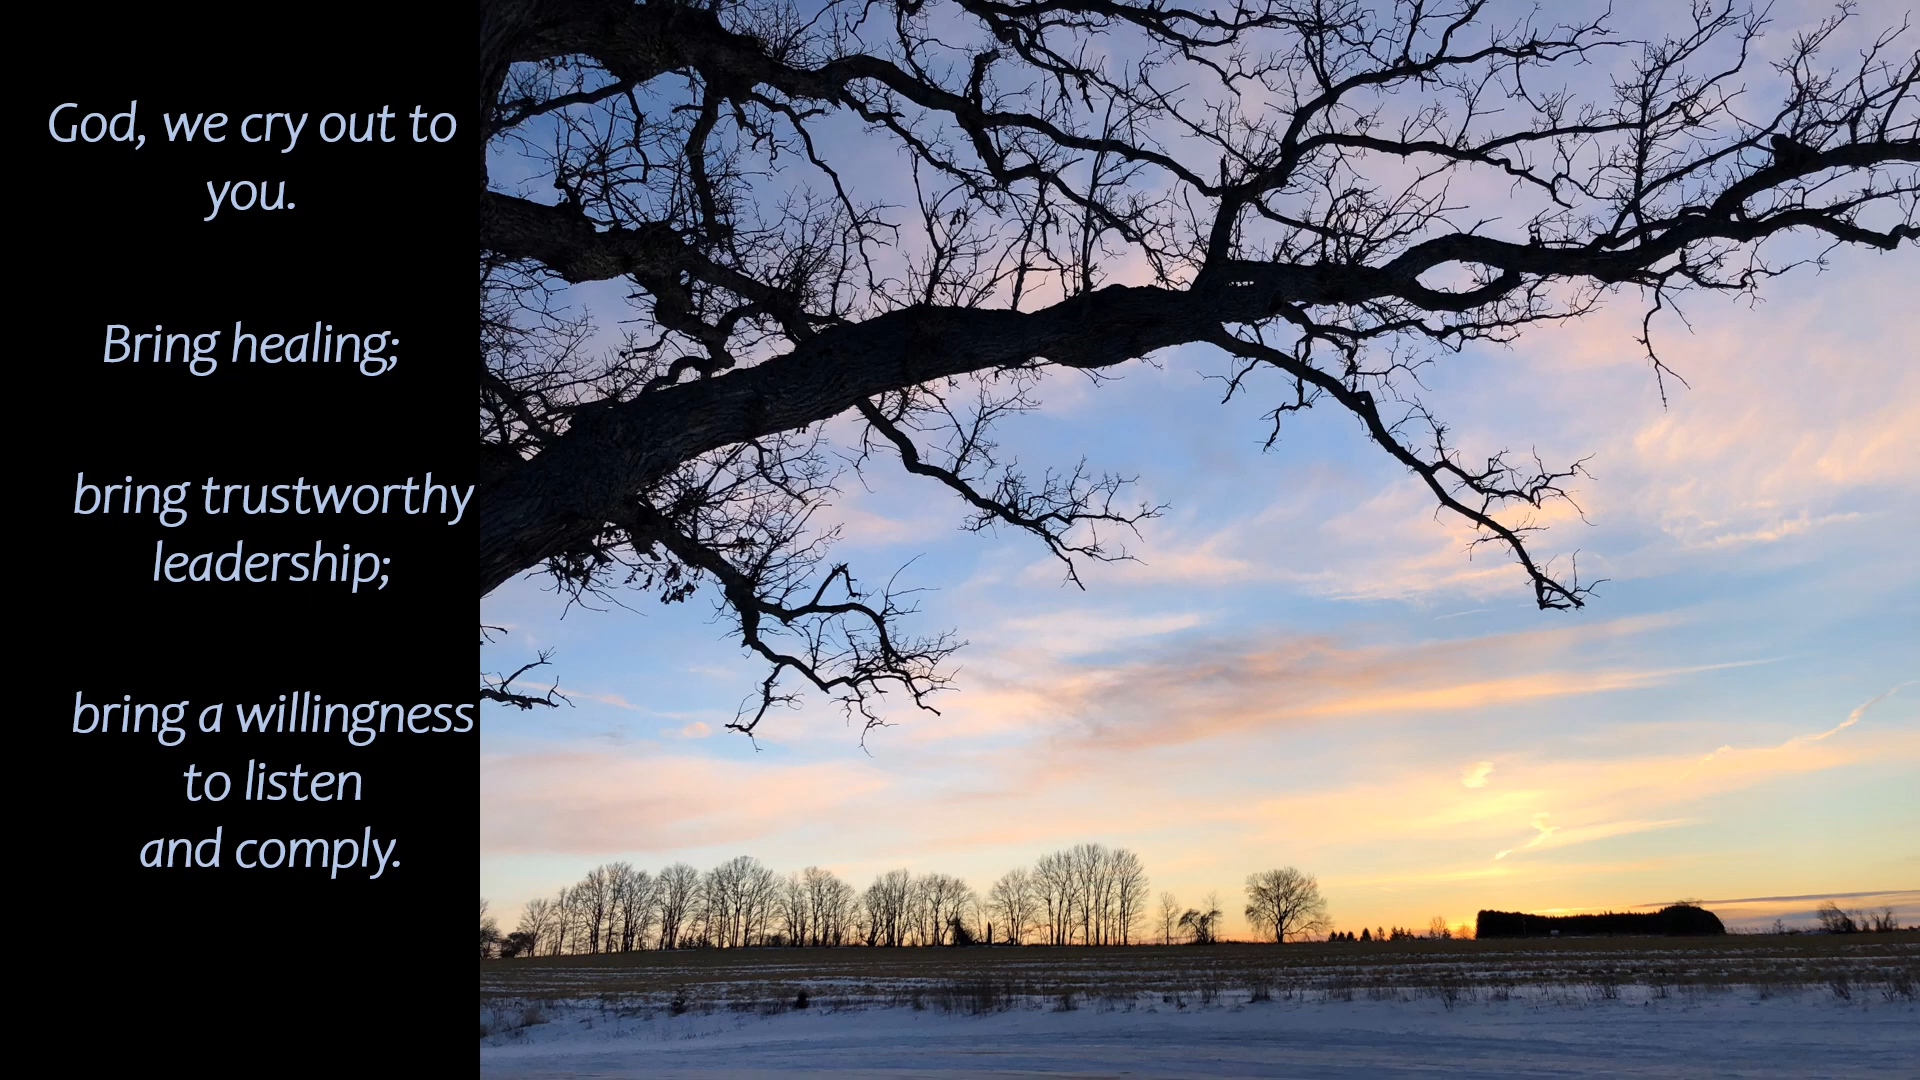 God, we cry out to
you.
Bring healing;
bring trustworthy
leadership;
bring a willingness
to listen
and comply.